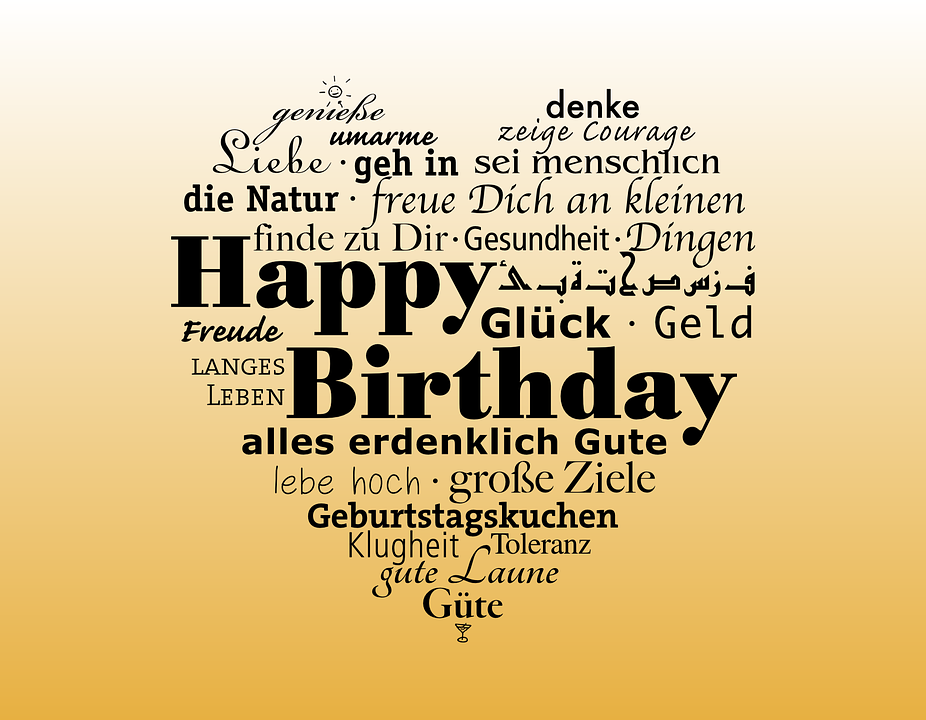 genieße
denke
umarme
zeige Courage
Liebe · geh in sei menschlich
die Natur · freue Dich an kleinen
finde zu Dir · Gesundheit · Dingen
Happy
Freude
Glück · Geld
LANGES
LEBEN
Birthday
alles erdenklich Gute
lebe hoch · große Ziele
Geburtstagskuchen
Klugheit Toleranz
gute Laune
Güte